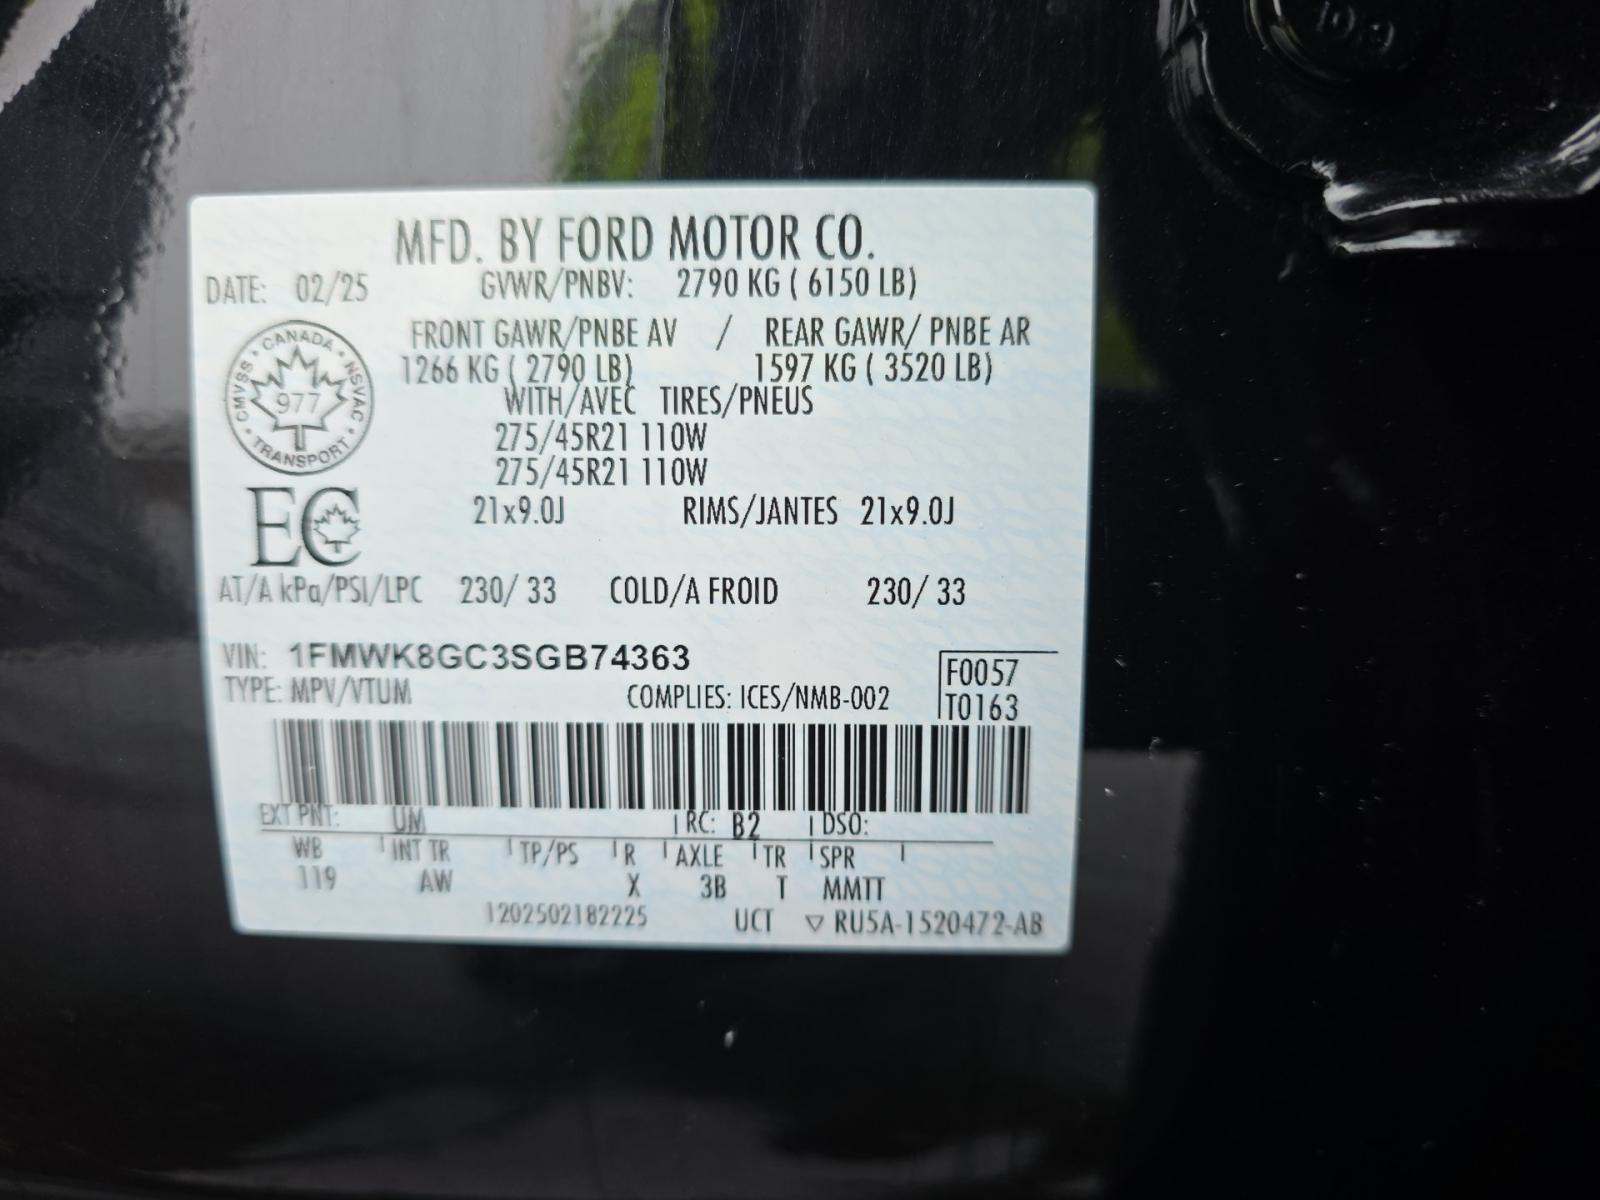 MFD. BY FORD MOTOR CO.
DATE: 02/25 GVWR/PNBV: 2790 KG ( 6150 LB)
FRONT GAWR/PNBE AV / REAR GAWR/ PNBE AR
1266 KG ( 2790 LB) 1597 KG ( 3520 LB)
WITH/AVEC TIRES/PNEUS
275/45R21 110W
275/45R21 110W
21x9.0J RIMS/JANTES 21x9.0J
CANADA
CMVSS NSVAC
977
TRANSPORT
EC
AT/A kPa/PSI/LPC 230/ 33 COLD/A FROID 230/ 33
VIN: 1FMWK8GC3SGB74363
F0057
TYPE: MPV/VTUM COMPLIES: ICES/NMB-002
T0163
EXT PNT: UM RC: B2 DSO:
WB INT TR TP/PS R AXLE TR SPR
119 AW X 3B T MMTT
1202502182225 UCT ▽ RU5A-1520472-AB